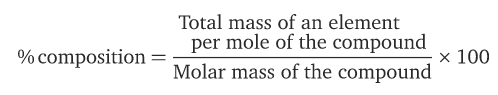 Total mass of an element
per mole of the compound
% composition = × 100
Molar mass of the compound